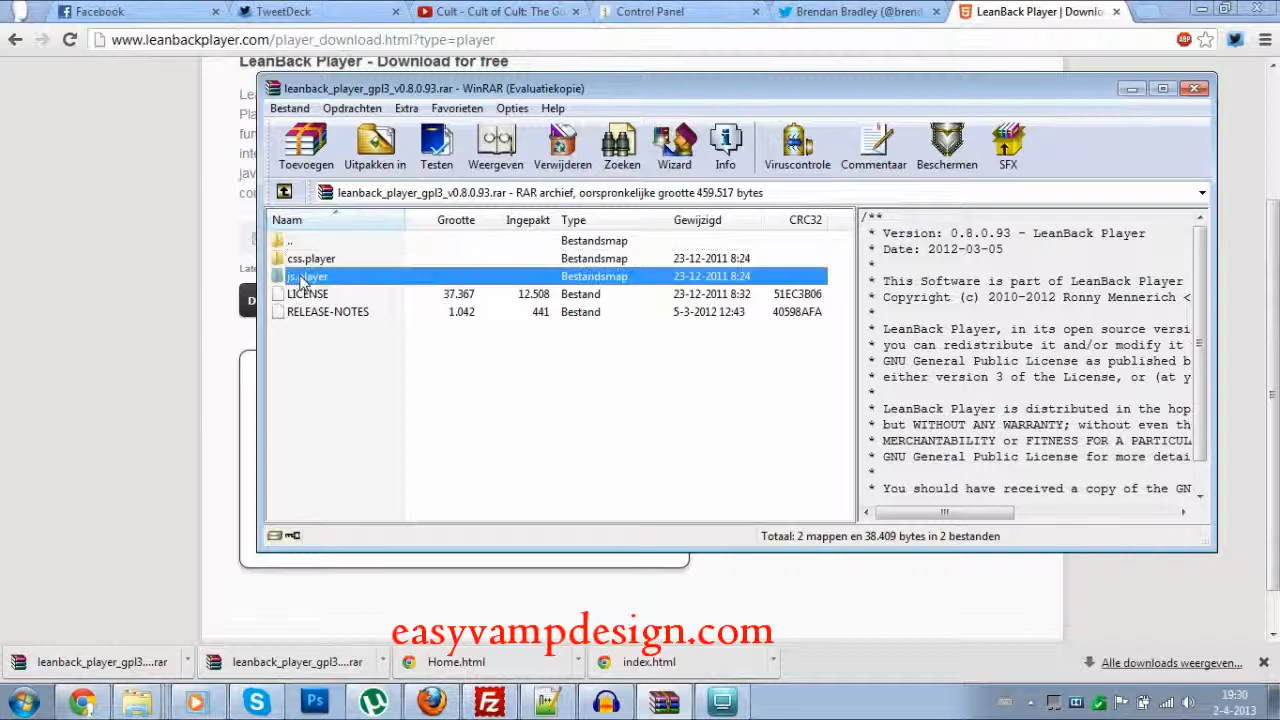 Facebook
TweetDeck
Cult - Cult of Cult: The G
Control Panel
Brendan Bradley (@brend
LeanBack Player | Downlo
www.leanbackplayer.com/player_download.html?type=player
LeanBack Player - Download for free
leanback_player_gpl3_v0.8.0.93.rar - WinRAR (Evaluatiekopie)
Bestand Opdrachten Extra Favorieten Opties Help
Toevoegen Uitpakken in Testen Weergeven Verwijderen Zoeken Wizard Info Viruscontrole Commentaar Beschermen SFX
leanback_player_gpl3_v0.8.0.93.rar - RAR archief, oorspronkelijke grootte 459.517 bytes
Naam Grootte Ingepakt Type Gewijzigd CRC32
.. Bestandsmap
css.player Bestandsmap 23-12-2011 8:24
js.player Bestandsmap 23-12-2011 8:24
LICENSE 37.367 12.508 Bestand 23-12-2011 8:32 51EC3B06
RELEASE-NOTES 1.042 441 Bestand 5-3-2012 12:43 40598AFA
/**
* Version: 0.8.0.93 - LeanBack Player
* Date: 2012-03-05
*
* This Software is part of LeanBack Player
* Copyright (c) 2010-2012 Ronny Mennerich <
*
* LeanBack Player, in its open source versi
* you can redistribute it and/or modify it
* GNU General Public License as published b
* either version 3 of the License, or (at y
*
* LeanBack Player is distributed in the hop
* but WITHOUT ANY WARRANTY; without even th
* MERCHANTABILITY or FITNESS FOR A PARTICUL
* GNU General Public License for more detai
*
* You should have received a copy of the GN
Totaal: 2 mappen en 38.409 bytes in 2 bestanden
easyvampdesign.com
leanback_player_gpl3....rar
leanback_player_gpl3....rar
Home.html
index.html
Alle downloads weergeven...
19:30
2-4-2013